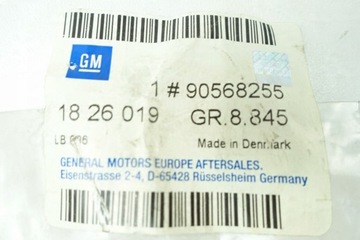 GM
1 # 90568255
18 26 019 GR.8.845
LB 896 Made in Denmark
GENERAL MOTORS EUROPE AFTERSALES.
Eisenstrasse 2-4, D-65428 Rüsselsheim Germany